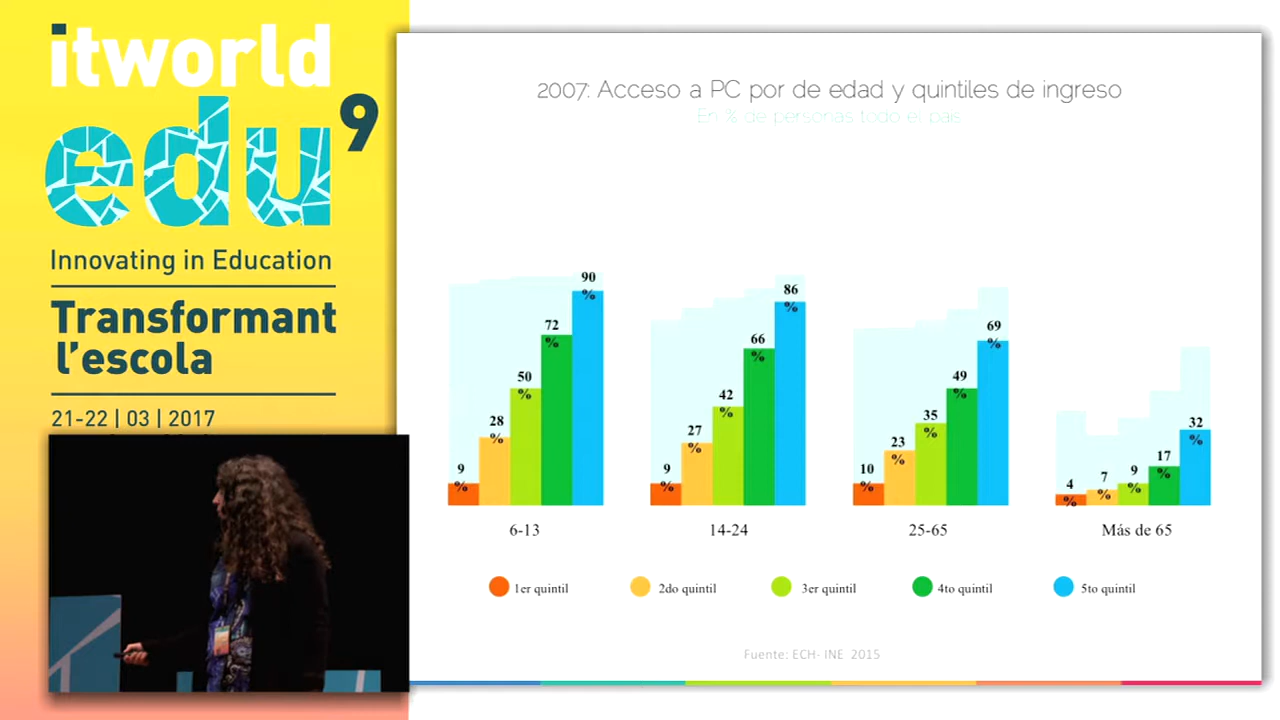 itworld
edu⁹
Innovating in Education
Transformant
l'escola
21-22 | 03 | 2017
2007: Acceso a PC por de edad y quintiles de ingreso
En % de personas todo el país
9
28
%
50
%
72
%
90
%
6-13
9
%
27
%
42
%
66
%
86
%
14-24
10
%
23
%
35
%
49
%
69
%
25-65
4
%
7
%
9
%
17
%
32
%
Más de 65
1er quintil
2do quintil
3er quintil
4to quintil
5to quintil
Fuente: ECH- INE 2015